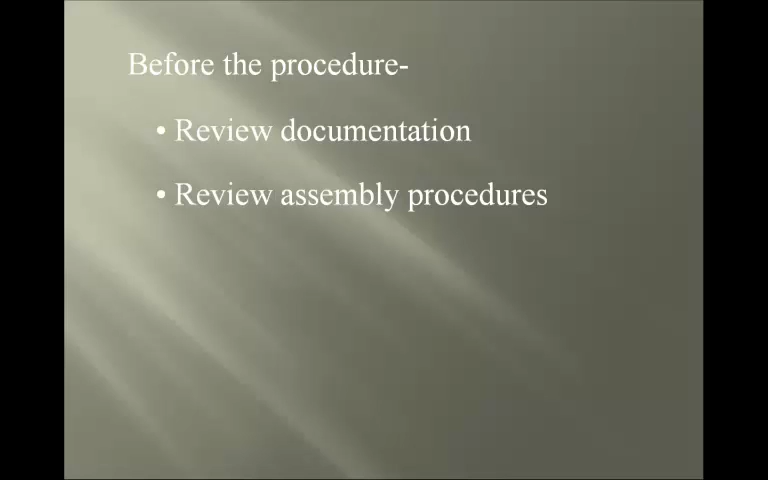 Before the procedure-
• Review documentation
• Review assembly procedures